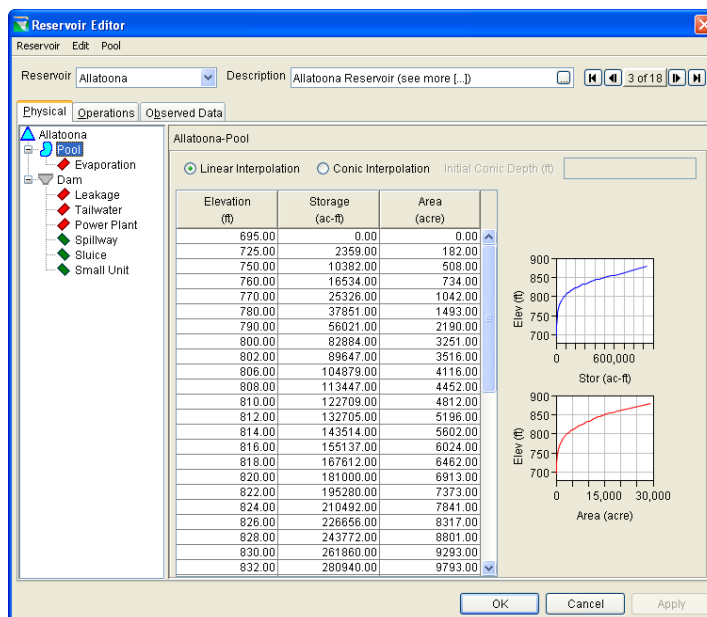 Reservoir Editor
Reservoir Edit Pool
Reservoir Allatoona Description Allatoona Reservoir (see more [...]) ... 3 of 18
Physical Operations Observed Data
Allatoona
Pool
Evaporation
Dam
Leakage
Tailwater
Power Plant
Spillway
Sluice
Small Unit
Allatoona-Pool
Linear Interpolation Conic Interpolation Initial Conic Depth (ft)
Elevation Storage Area
(ft) (ac-ft) (acre)
695.00 0.00 0.00
725.00 2359.00 182.00
750.00 10382.00 508.00
760.00 16534.00 734.00
770.00 25326.00 1042.00
780.00 37851.00 1493.00
790.00 56021.00 2190.00
800.00 82884.00 3251.00
802.00 89647.00 3516.00
806.00 104879.00 4116.00
808.00 113447.00 4452.00
810.00 122709.00 4812.00
812.00 132705.00 5196.00
814.00 143514.00 5602.00
816.00 155137.00 6024.00
818.00 167612.00 6462.00
820.00 181000.00 6913.00
822.00 195280.00 7373.00
824.00 210492.00 7841.00
826.00 226656.00 8317.00
828.00 243772.00 8801.00
830.00 261860.00 9293.00
832.00 280940.00 9793.00
Elev (ft)
900
850
800
750
700
0 600,000
Stor (ac-ft)
Elev (ft)
900
850
800
750
700
0 15,000 30,000
Area (acre)
OK Cancel Apply